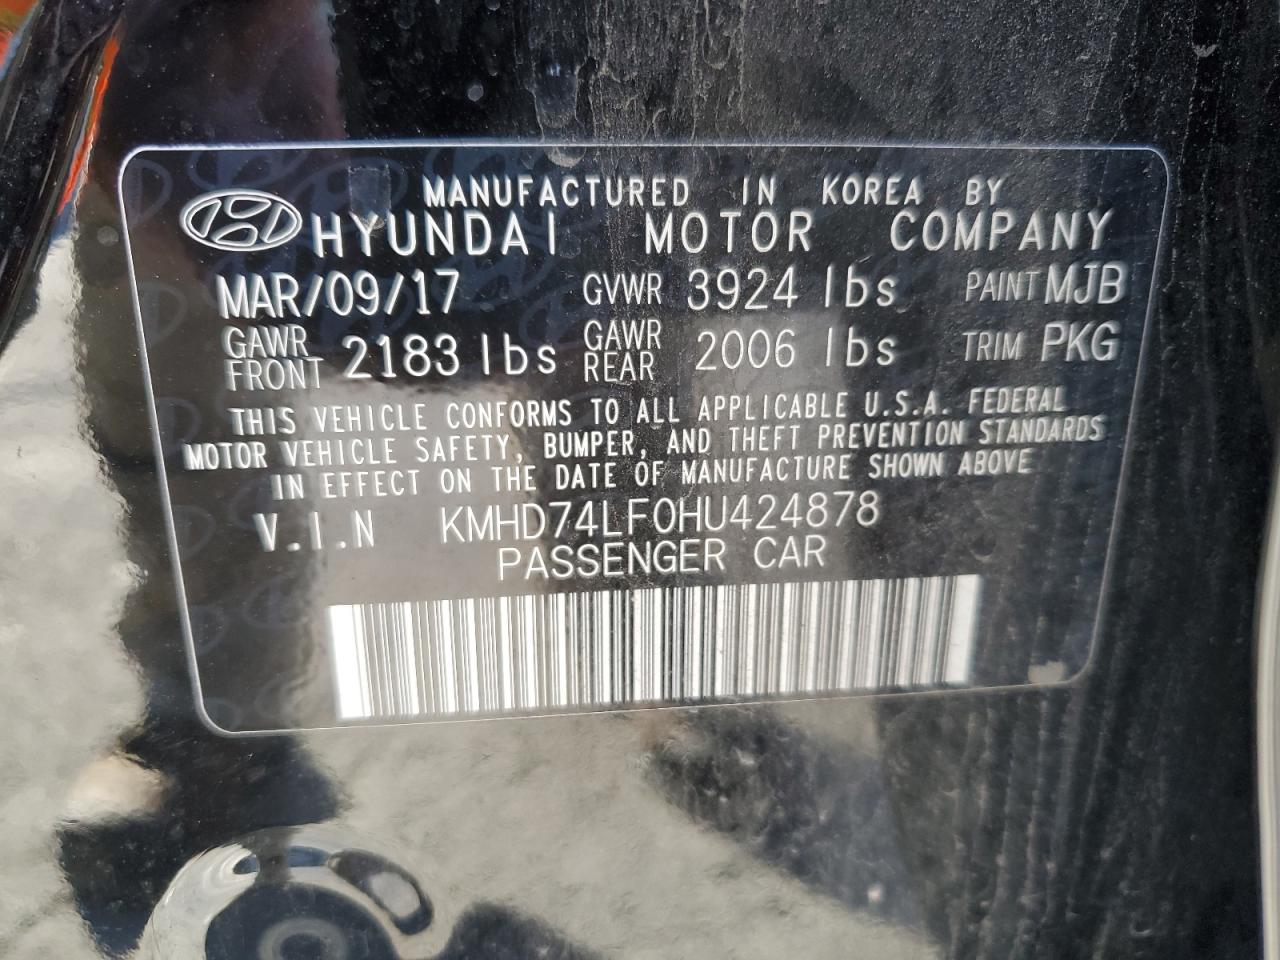 MANUFACTURED IN KOREA BY
HYUNDAI MOTOR COMPANY
MAR/09/17 GVWR 3924 lbs PAINT MJB
GAWR FRONT 2183 lbs GAWR REAR 2006 lbs TRIM PKG
THIS VEHICLE CONFORMS TO ALL APPLICABLE U.S.A. FEDERAL
MOTOR VEHICLE SAFETY, BUMPER, AND THEFT PREVENTION STANDARDS
IN EFFECT ON THE DATE OF MANUFACTURE SHOWN ABOVE
V.I.N KMHD74LF0HU424878
PASSENGER CAR